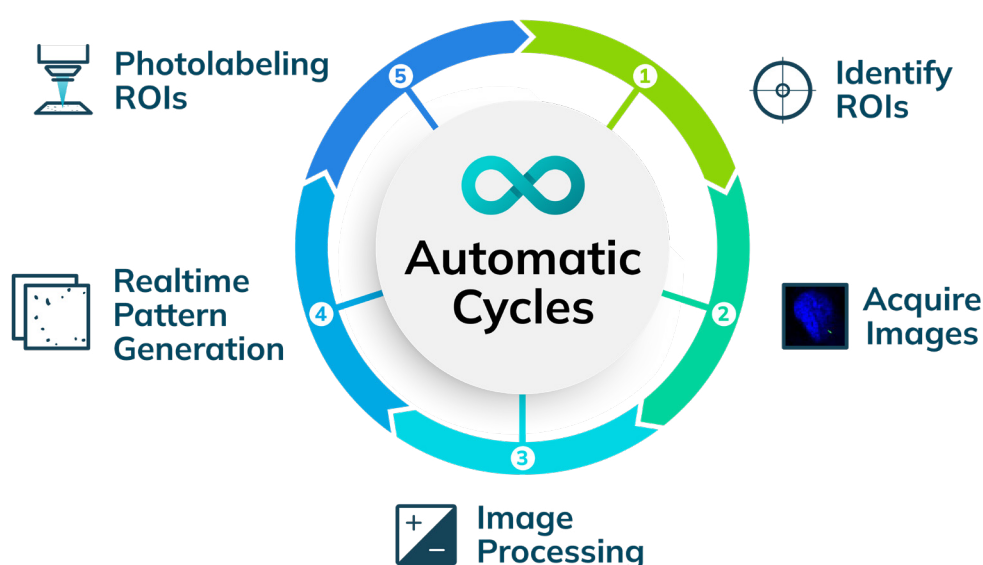 Automatic
Cycles
1
Identify
ROIs
2
Acquire
Images
3
Image
Processing
4
Realtime
Pattern
Generation
5
Photolabeling
ROIs